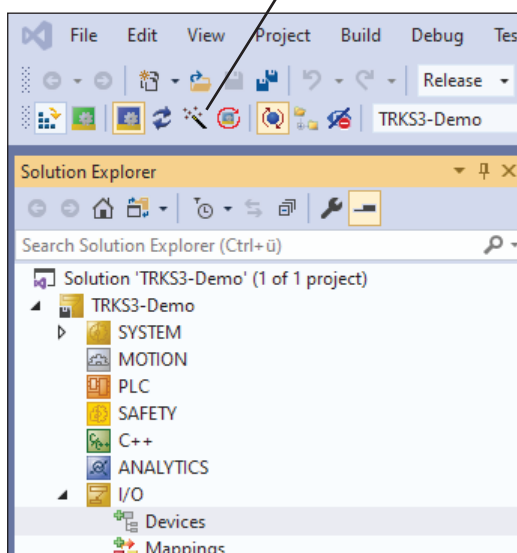 File Edit View Project Build Debug Tes
Release
TRKS3-Demo
Solution Explorer
Search Solution Explorer (Ctrl+ü)
Solution 'TRKS3-Demo' (1 of 1 project)
TRKS3-Demo
SYSTEM
MOTION
PLC
SAFETY
C++
ANALYTICS
I/O
Devices
Mappings